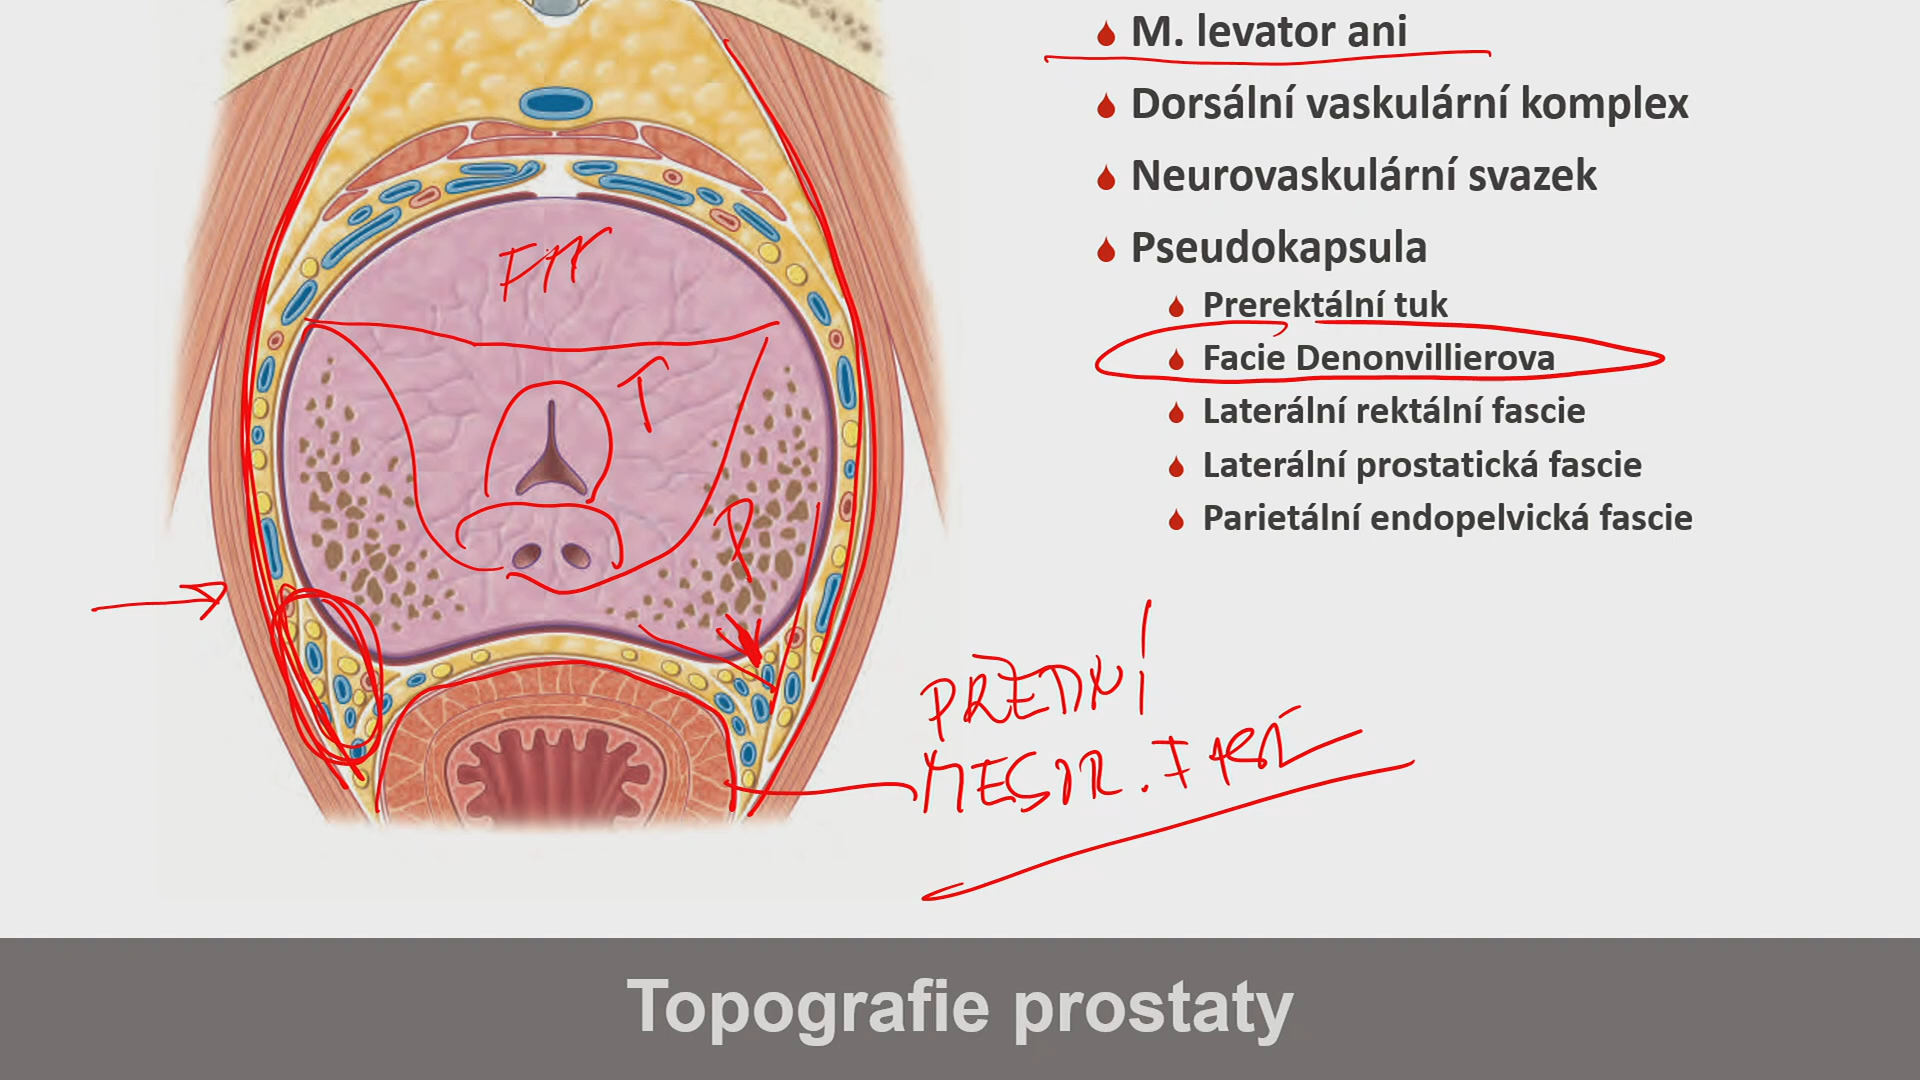 M. levator ani
Dorsální vaskulární komplex
Neurovaskulární svazek
Pseudokapsula
Prerektální tuk
Facie Denonvillierova
Laterální rektální fascie
Laterální prostatická fascie
Parietální endopelvická fascie
T
P
PŘEDNÍ
MESOR.
Topografie prostaty